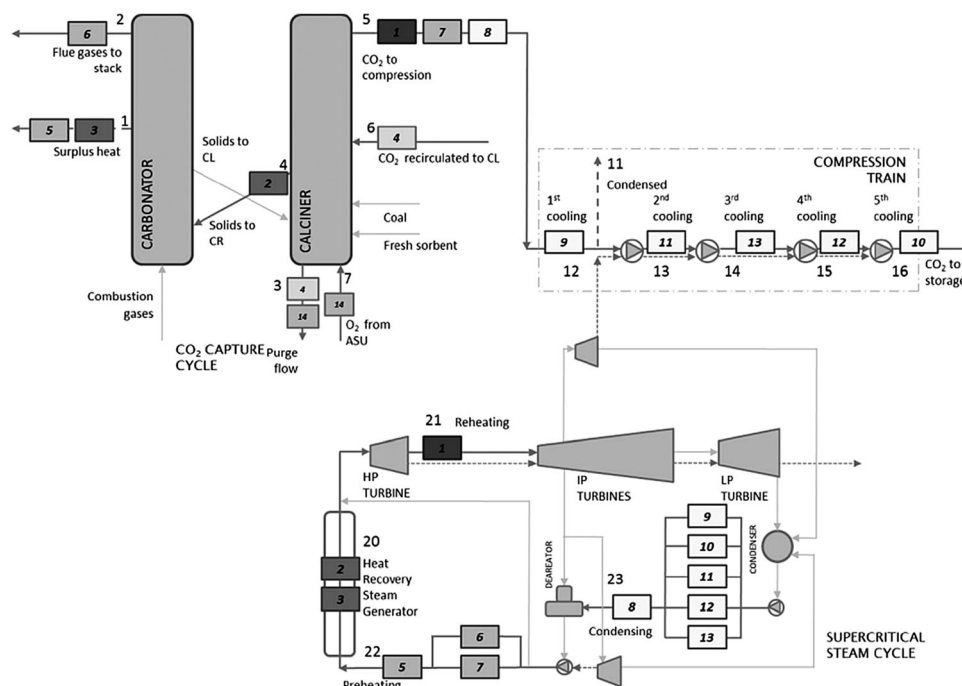 2
6
Flue gases to
stack
5
3
1
Surplus heat
CARBONATOR
Combustion
gases
Solids to
CL
4
2
Solids to
CR
CALCINER
5
1
7
8
CO₂ to
compression
6
4
CO₂ recirculated to CL
Coal
Fresh sorbent
3
4
14
Purge
flow
7
14
O₂ from
ASU
CO₂ CAPTURE
CYCLE
COMPRESSION
TRAIN
11
Condensed
1st
cooling
2nd
cooling
3rd
cooling
4th
cooling
5th
cooling
9
11
13
12
10
12
13
14
15
16
CO₂ to
storage
21
Reheating
1
HP
TURBINE
IP
TURBINES
LP
TURBINE
20
2
Heat
Recovery
3
Steam
Generator
DEAREATOR
CONDENSER
9
10
11
12
13
23
8
Condensing
22
5
6
7
Preheating
SUPERCRITICAL
STEAM CYCLE